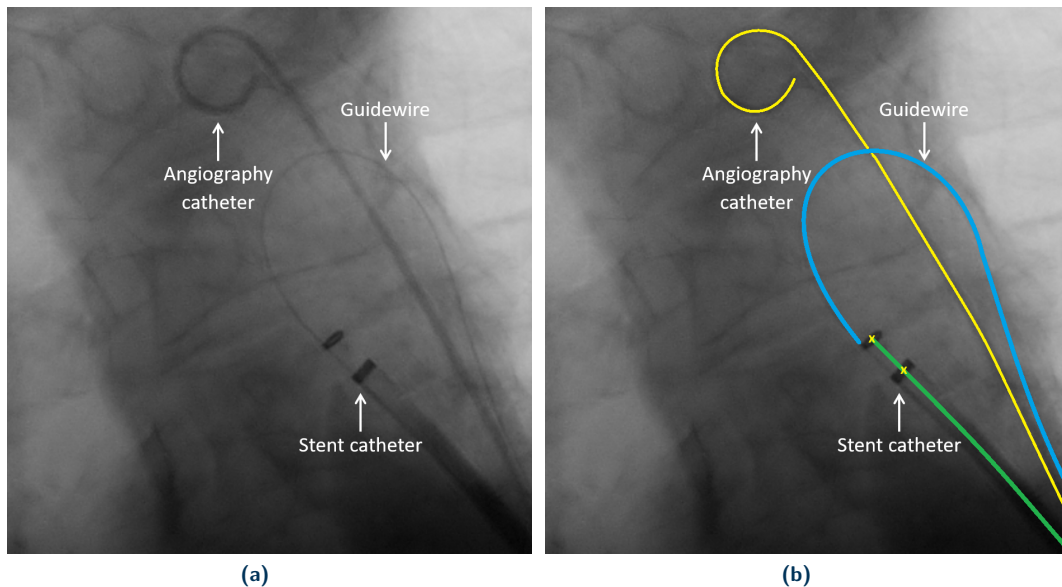 Guidewire
Angiography
catheter
Stent catheter
(a)
Guidewire
Angiography
catheter
x
x
Stent catheter
(b)